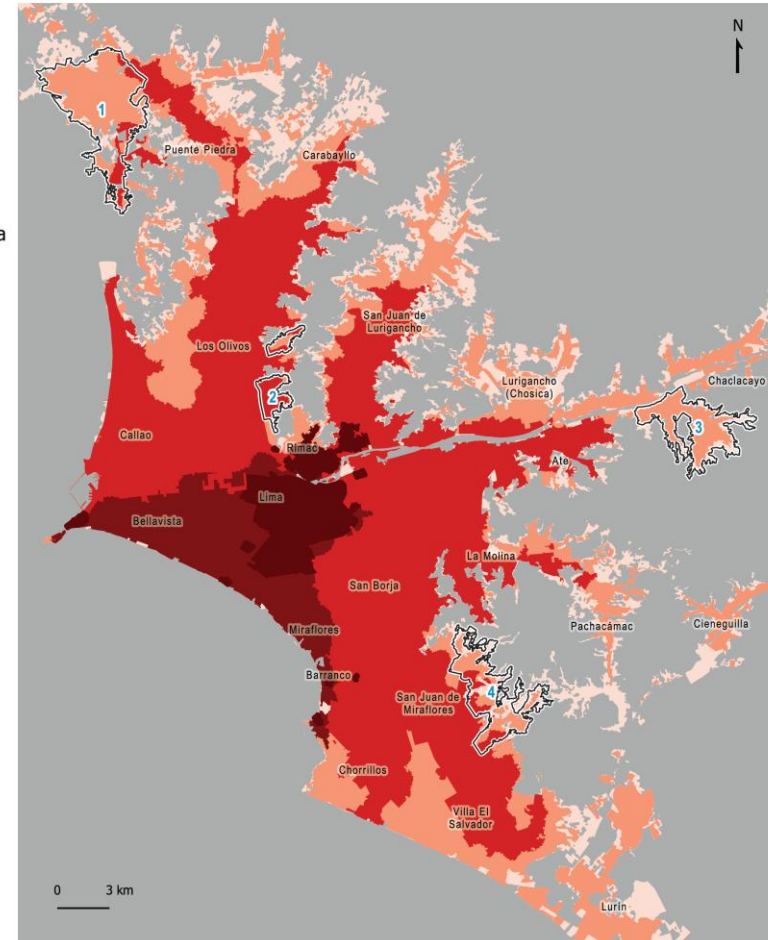 N
1
Puente Piedra
Carabayllo
a
San Juan de
Lurigancho
Los Olivos
Lurigancho
(Chosica)
Chaclacayo
2
3
Callao
Rimac
Ate
Lima
Bellavista
La Molina
San Borja
Miraflores
Pachacámac
Cieneguilla
Barranco
4
San Juan de
Miraflores
Chorrillos
Villa El
Salvador
0 3 km
Lurín